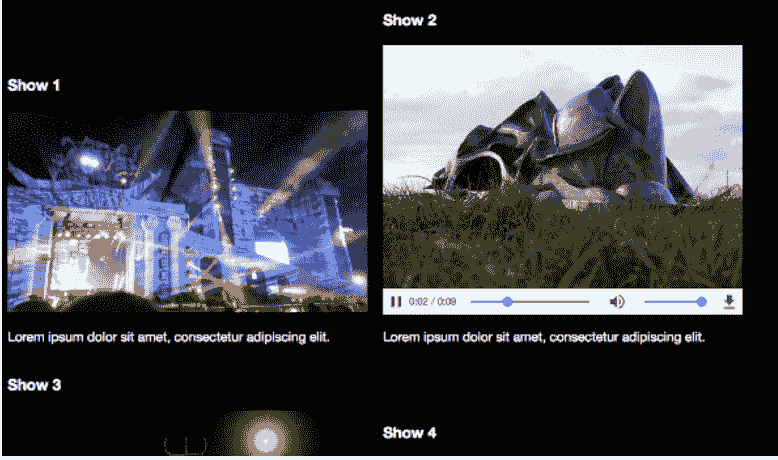 Show 2
Show 1
0:02 / 0:09
Lorem ipsum dolor sit amet, consectetur adipiscing elit.
Lorem ipsum dolor sit amet, consectetur adipiscing elit.
Show 3
Show 4